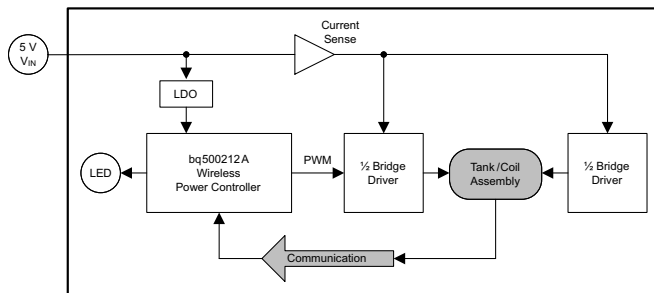 Current
Sense
5 V
VIN
LDO
LED
bq500212A
Wireless
Power Controller
PWM
½ Bridge
Driver
Tank/Coil
Assembly
½ Bridge
Driver
Communication